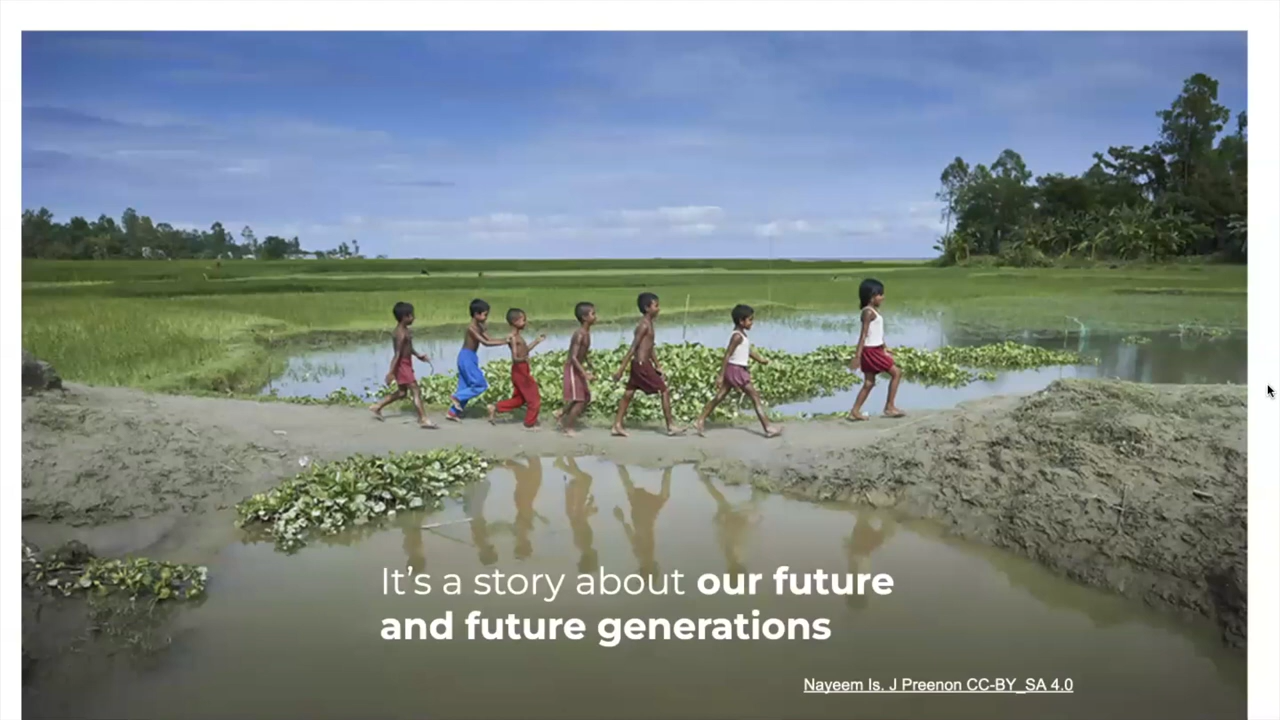 It’s a story about our future
and future generations
Nayeem Is. J Preenon CC-BY_SA 4.0